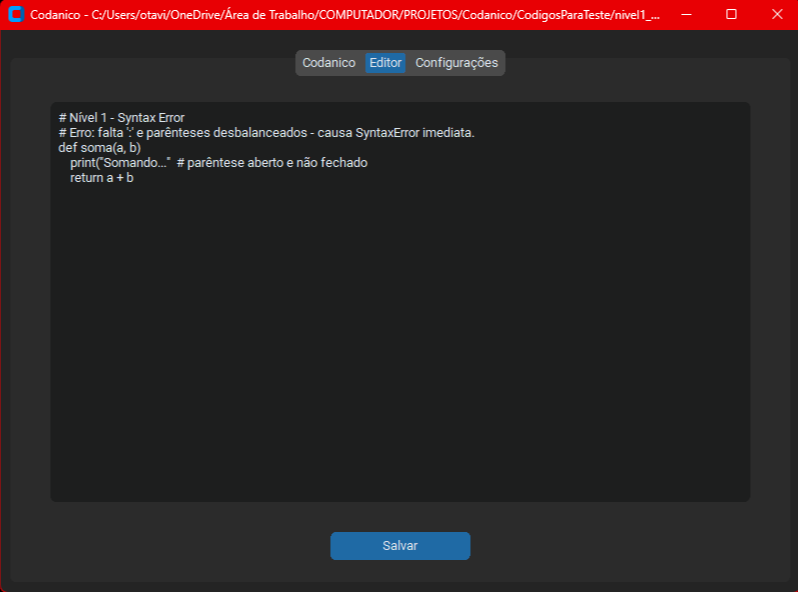 Codanico - C:/Users/otavi/OneDrive/Área de Trabalho/COMPUTADOR/PROJETOS/Codanico/CodigosParaTeste/nivel1_...
Codanico Editor Configurações
# Nível 1 - Syntax Error
# Erro: falta ':' e parênteses desbalanceados - causa SyntaxError imediata.
def soma(a, b)
    print("Somando..."  # parêntese aberto e não fechado
    return a + b
Salvar